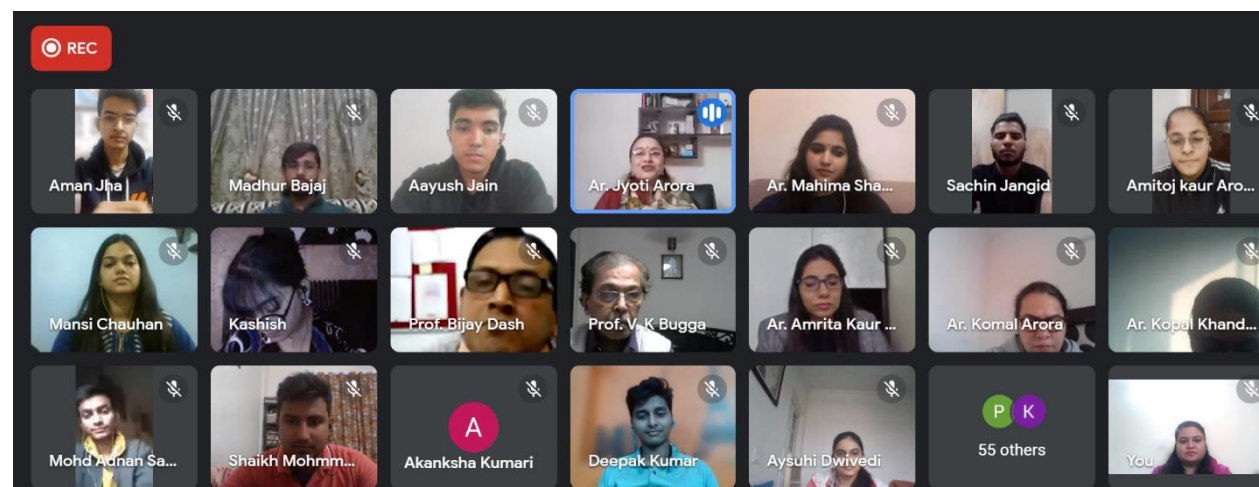 REC
Aman Jha
Madhur Bajaj
Aayush Jain
Ar. Jyoti Arora
Ar. Mahima Sha...
Sachin Jangid
Amitoj kaur Aro...
Mansi Chauhan
Kashish
Prof. Bijay Dash
Prof. V. K Bugga
Ar. Amrita Kaur ...
Ar. Komal Arora
Ar. Kopal Khand...
Mohd Adnan Sa...
Shaikh Mohmm...
A
Akanksha Kumari
Deepak Kumar
Aysuhi Dwivedi
P K
55 others
You